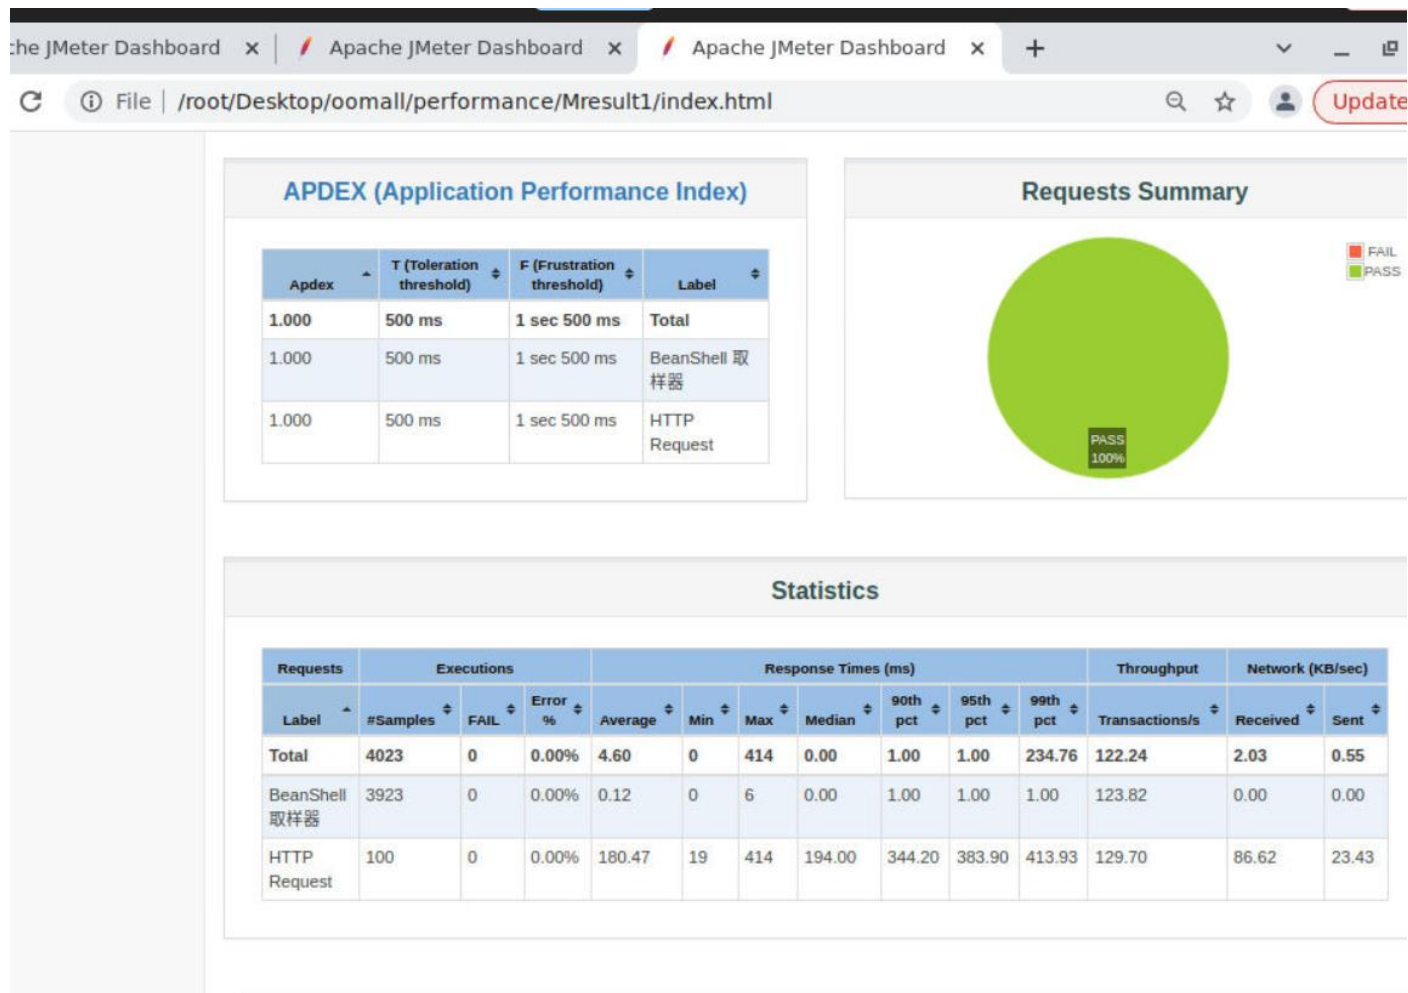 che JMeter Dashboard
Apache JMeter Dashboard
Apache JMeter Dashboard
File | /root/Desktop/oomall/performance/Mresult1/index.html
Update
APDEX (Application Performance Index)
Apdex T (Toleration threshold) F (Frustration threshold) Label
1.000 500 ms 1 sec 500 ms Total
1.000 500 ms 1 sec 500 ms BeanShell 取
样器
1.000 500 ms 1 sec 500 ms HTTP
Request
Requests Summary
FAIL
PASS
PASS
100%
Statistics
Requests Executions Response Times (ms) Throughput Network (KB/sec)
Label #Samples FAIL Error % Average Min Max Median 90th pct 95th pct 99th pct Transactions/s Received Sent
Total 4023 0 0.00% 4.60 0 414 0.00 1.00 1.00 234.76 122.24 2.03 0.55
BeanShell 3923 0 0.00% 0.12 0 6 0.00 1.00 1.00 1.00 123.82 0.00 0.00
取样器
HTTP 100 0 0.00% 180.47 19 414 194.00 344.20 383.90 413.93 129.70 86.62 23.43
Request